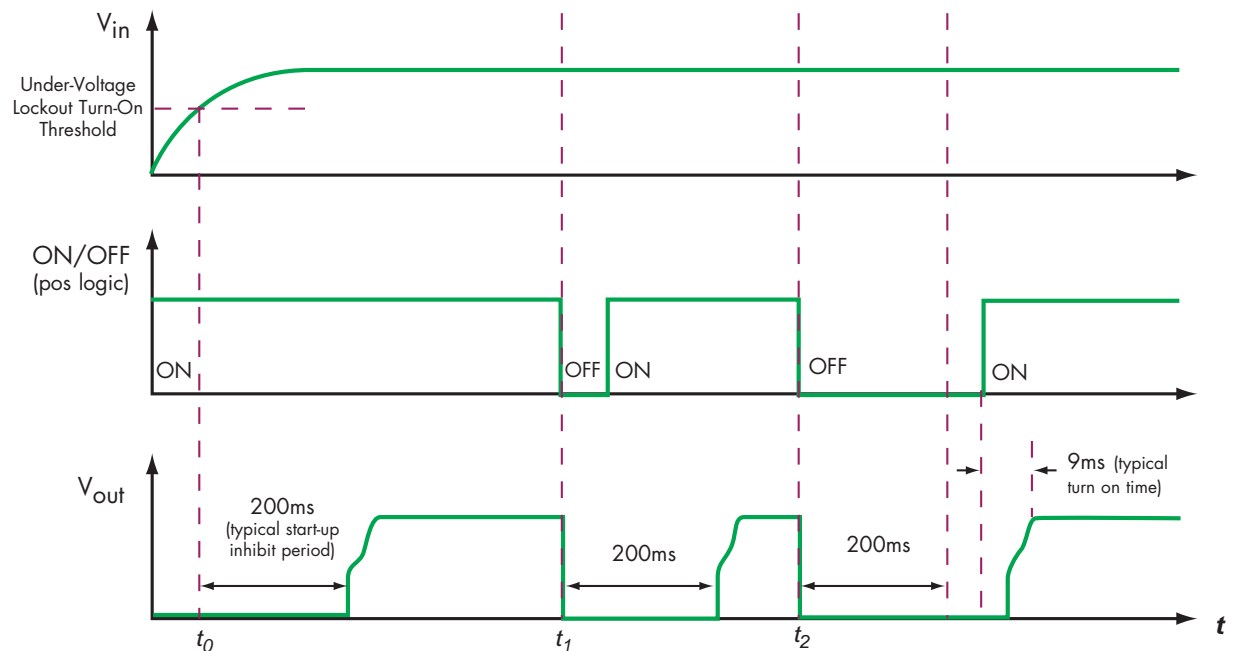 Vin
Under-Voltage
Lockout Turn-On
Threshold
ON/OFF
(pos logic)
ON
OFF
ON
OFF
ON
Vout
200ms
(typical start-up
inhibit period)
200ms
200ms
9ms (typical
turn on time)
t0
t1
t2
t